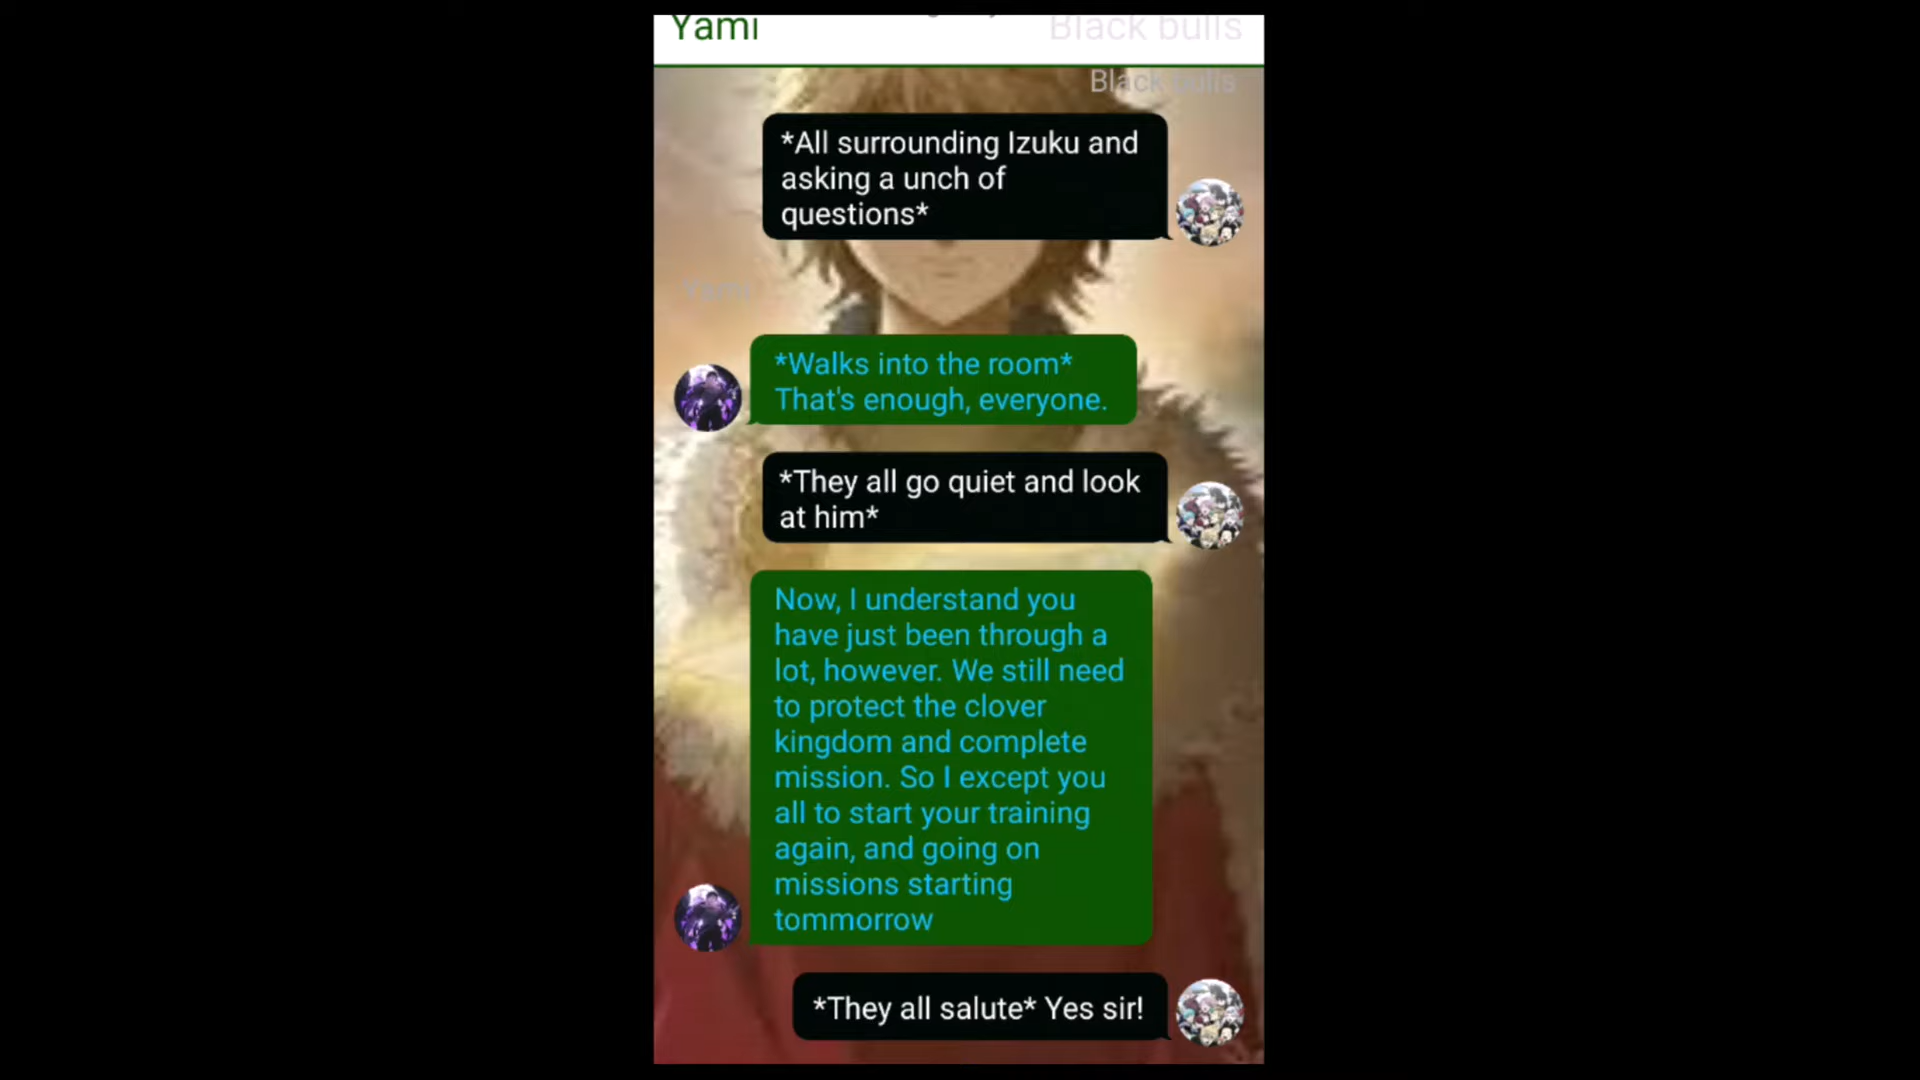 Yami Black bulls
Black bulls
*All surrounding Izuku and
asking a unch of
questions*
Yami
*Walks into the room*
That's enough, everyone.
*They all go quiet and look
at him*
Now, I understand you
have just been through a
lot, however. We still need
to protect the clover
kingdom and complete
mission. So I except you
all to start your training
again, and going on
missions starting
tommorrow
*They all salute* Yes sir!